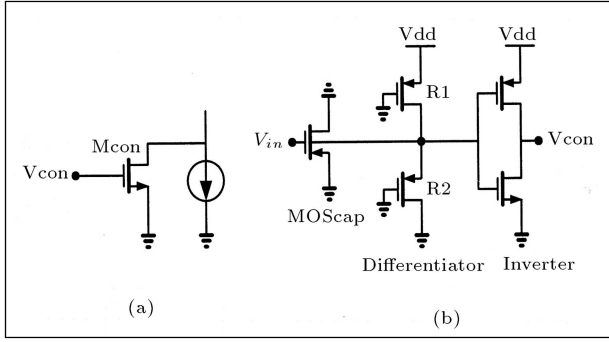 Mcon
Vcon
(a)
Vdd
Vdd
R1
Vin
Vcon
R2
MOScap
Differentiator
Inverter
(b)